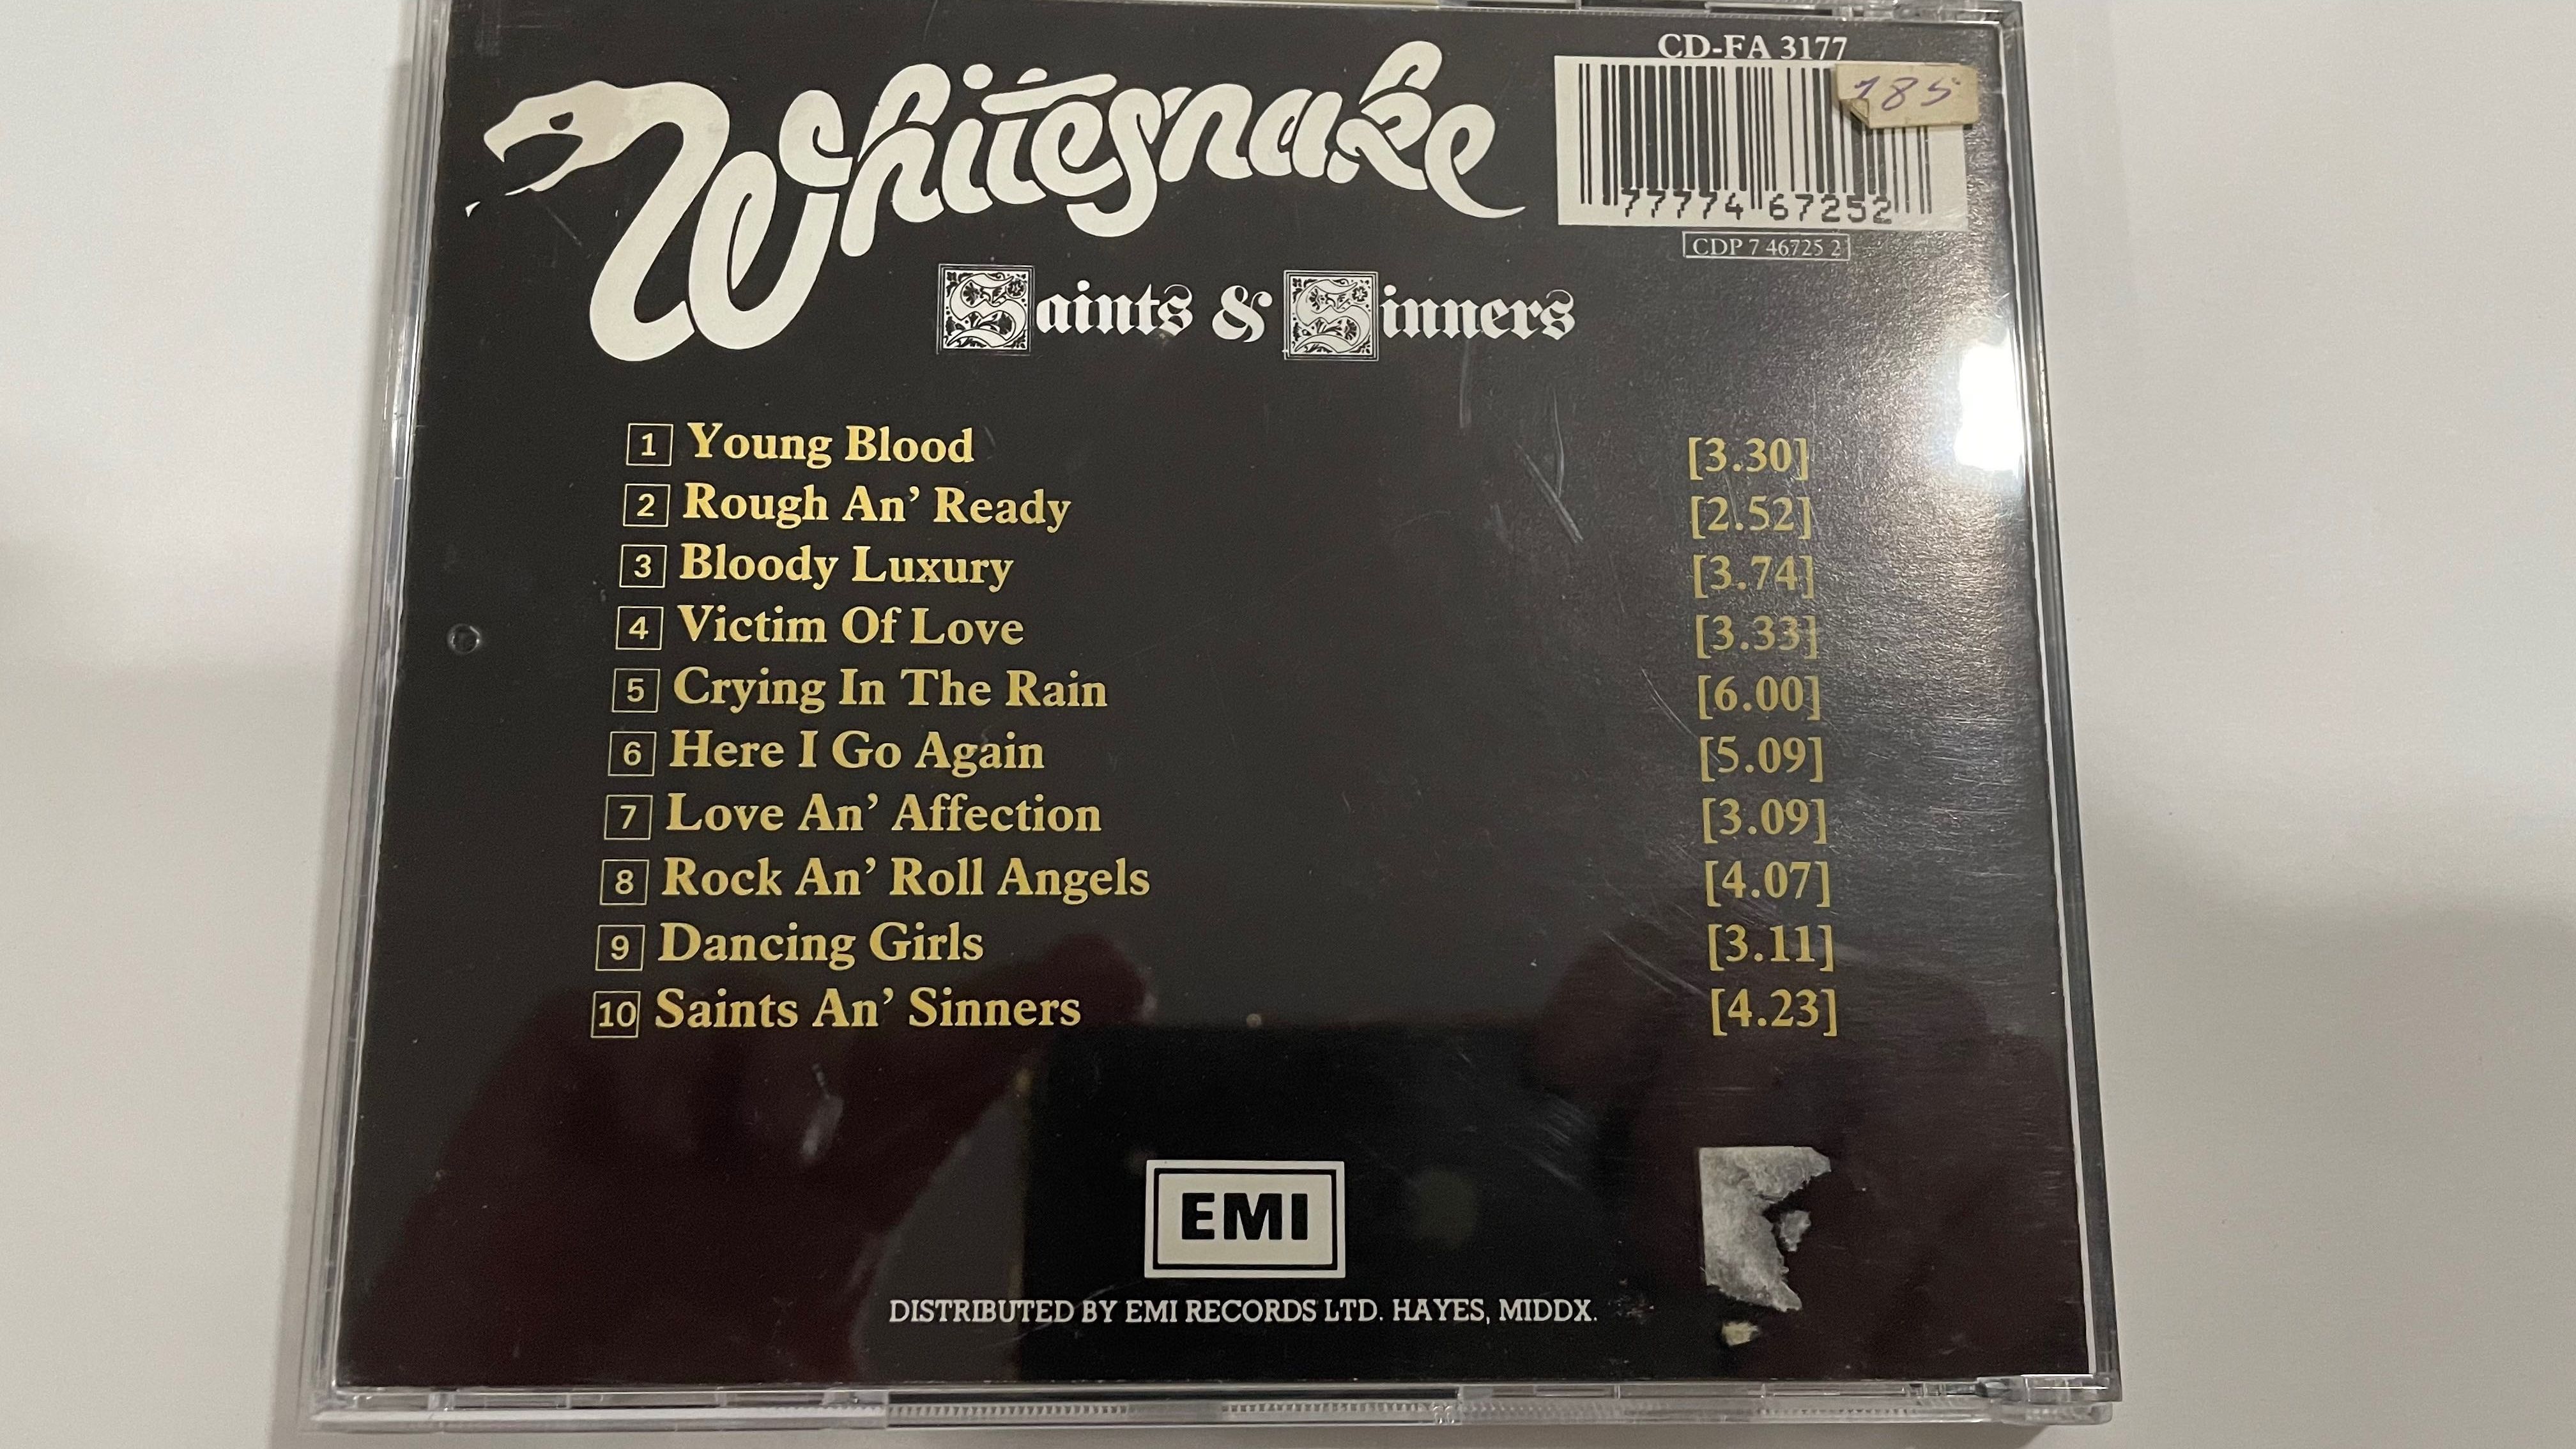 CD-FA 3177
185
Whitesnake
77774 67252
CDP 7 46725 2
Saints & Sinners
1 Young Blood [3.30]
2 Rough An' Ready [2.52]
3 Bloody Luxury [3.74]
4 Victim Of Love [3.33]
5 Crying In The Rain [6.00]
6 Here I Go Again [5.09]
7 Love An' Affection [3.09]
8 Rock An' Roll Angels [4.07]
9 Dancing Girls [3.11]
10 Saints An' Sinners [4.23]
EMI
DISTRIBUTED BY EMI RECORDS LTD. HAYES, MIDDX.